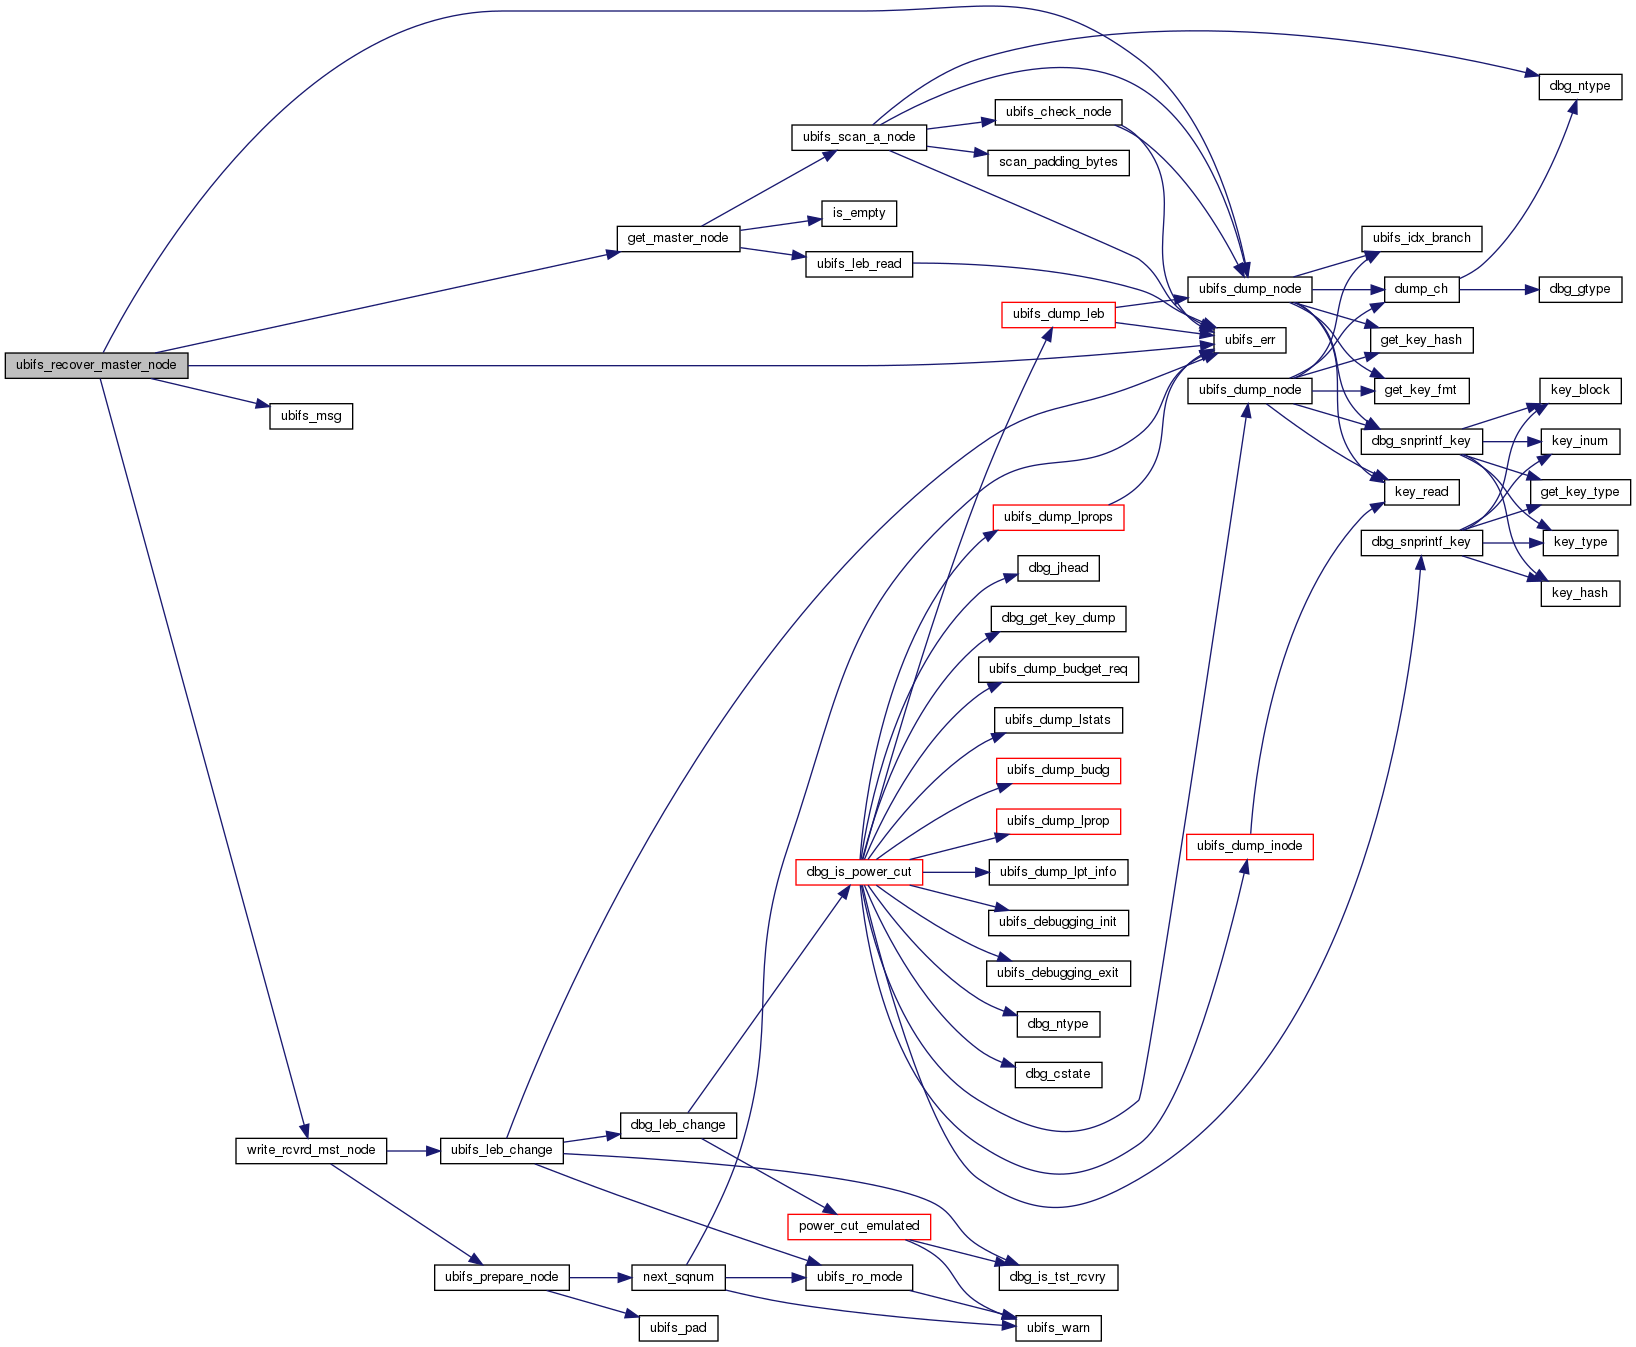 ubifs_recover_master_node
get_master_node
ubifs_msg
write_rcvrd_mst_node
ubifs_scan_a_node
is_empty
ubifs_leb_read
ubifs_check_node
scan_padding_bytes
ubifs_dump_leb
ubifs_dump_node
ubifs_err
ubifs_dump_node
dbg_ntype
ubifs_idx_branch
dump_ch
dbg_gtype
get_key_hash
get_key_fmt
dbg_snprintf_key
key_read
key_block
key_inum
get_key_type
dbg_snprintf_key
key_type
key_hash
ubifs_dump_lprops
dbg_jhead
dbg_get_key_dump
ubifs_dump_budget_req
ubifs_dump_lstats
ubifs_dump_budg
ubifs_dump_lprop
ubifs_dump_inode
dbg_is_power_cut
ubifs_dump_lpt_info
ubifs_debugging_init
ubifs_debugging_exit
dbg_ntype
dbg_cstate
ubifs_leb_change
dbg_leb_change
power_cut_emulated
ubifs_prepare_node
next_sqnum
ubifs_ro_mode
dbg_is_tst_rcvry
ubifs_pad
ubifs_warn